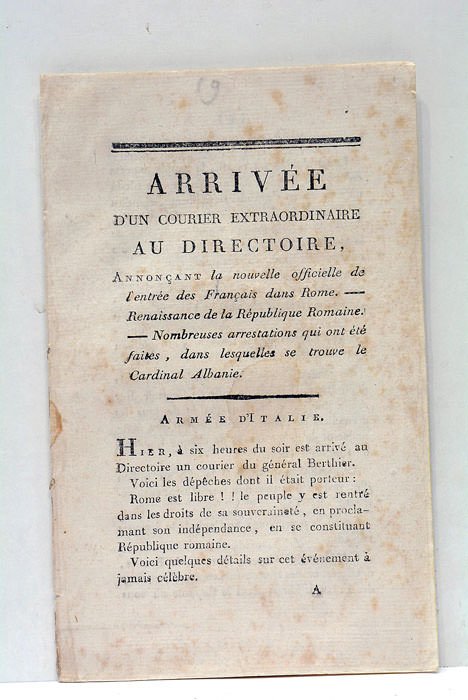 19
ARRIVÉE
D'UN COURIER EXTRAORDINAIRE
AU DIRECTOIRE,
ANNONÇANT la nouvelle officielle de
l'entrée des Français dans Rome. —
Renaissance de la République Romaine.
— Nombreuses arrestations qui ont été
faites, dans lesquelles se trouve le
Cardinal Albanie.
ARMÉE D'ITALIE.
HIER, à six heures du soir est arrivé au
Directoire un courier du général Berthier.
Voici les dépêches dont il était porteur :
Rome est libre ! ! le peuple y est rentré
dans les droits de sa souveraineté, en procla-
mant son indépendance, en se constituant
République romaine.
Voici quelques détails sur cet événement à
jamais célèbre.
A